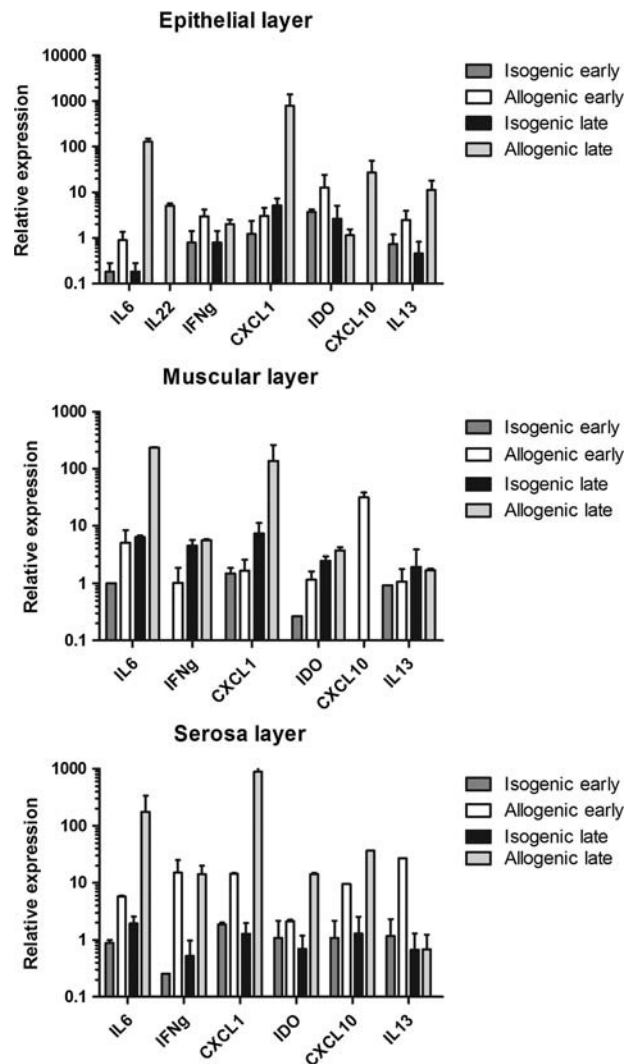 Epithelial layer
Relative expression
10000
1000
100
10
1
0.1
IL6
IL22
IFNg
CXCL1
IDO
CXCL10
IL13
Isogenic early
Allogenic early
Isogenic late
Allogenic late
Muscular layer
Relative expression
1000
100
10
1
0.1
IL6
IFNg
CXCL1
IDO
CXCL10
IL13
Isogenic early
Allogenic early
Isogenic late
Allogenic late
Serosa layer
Relative expression
1000
100
10
1
0.1
IL6
IFNg
CXCL1
IDO
CXCL10
IL13
Isogenic early
Allogenic early
Isogenic late
Allogenic late